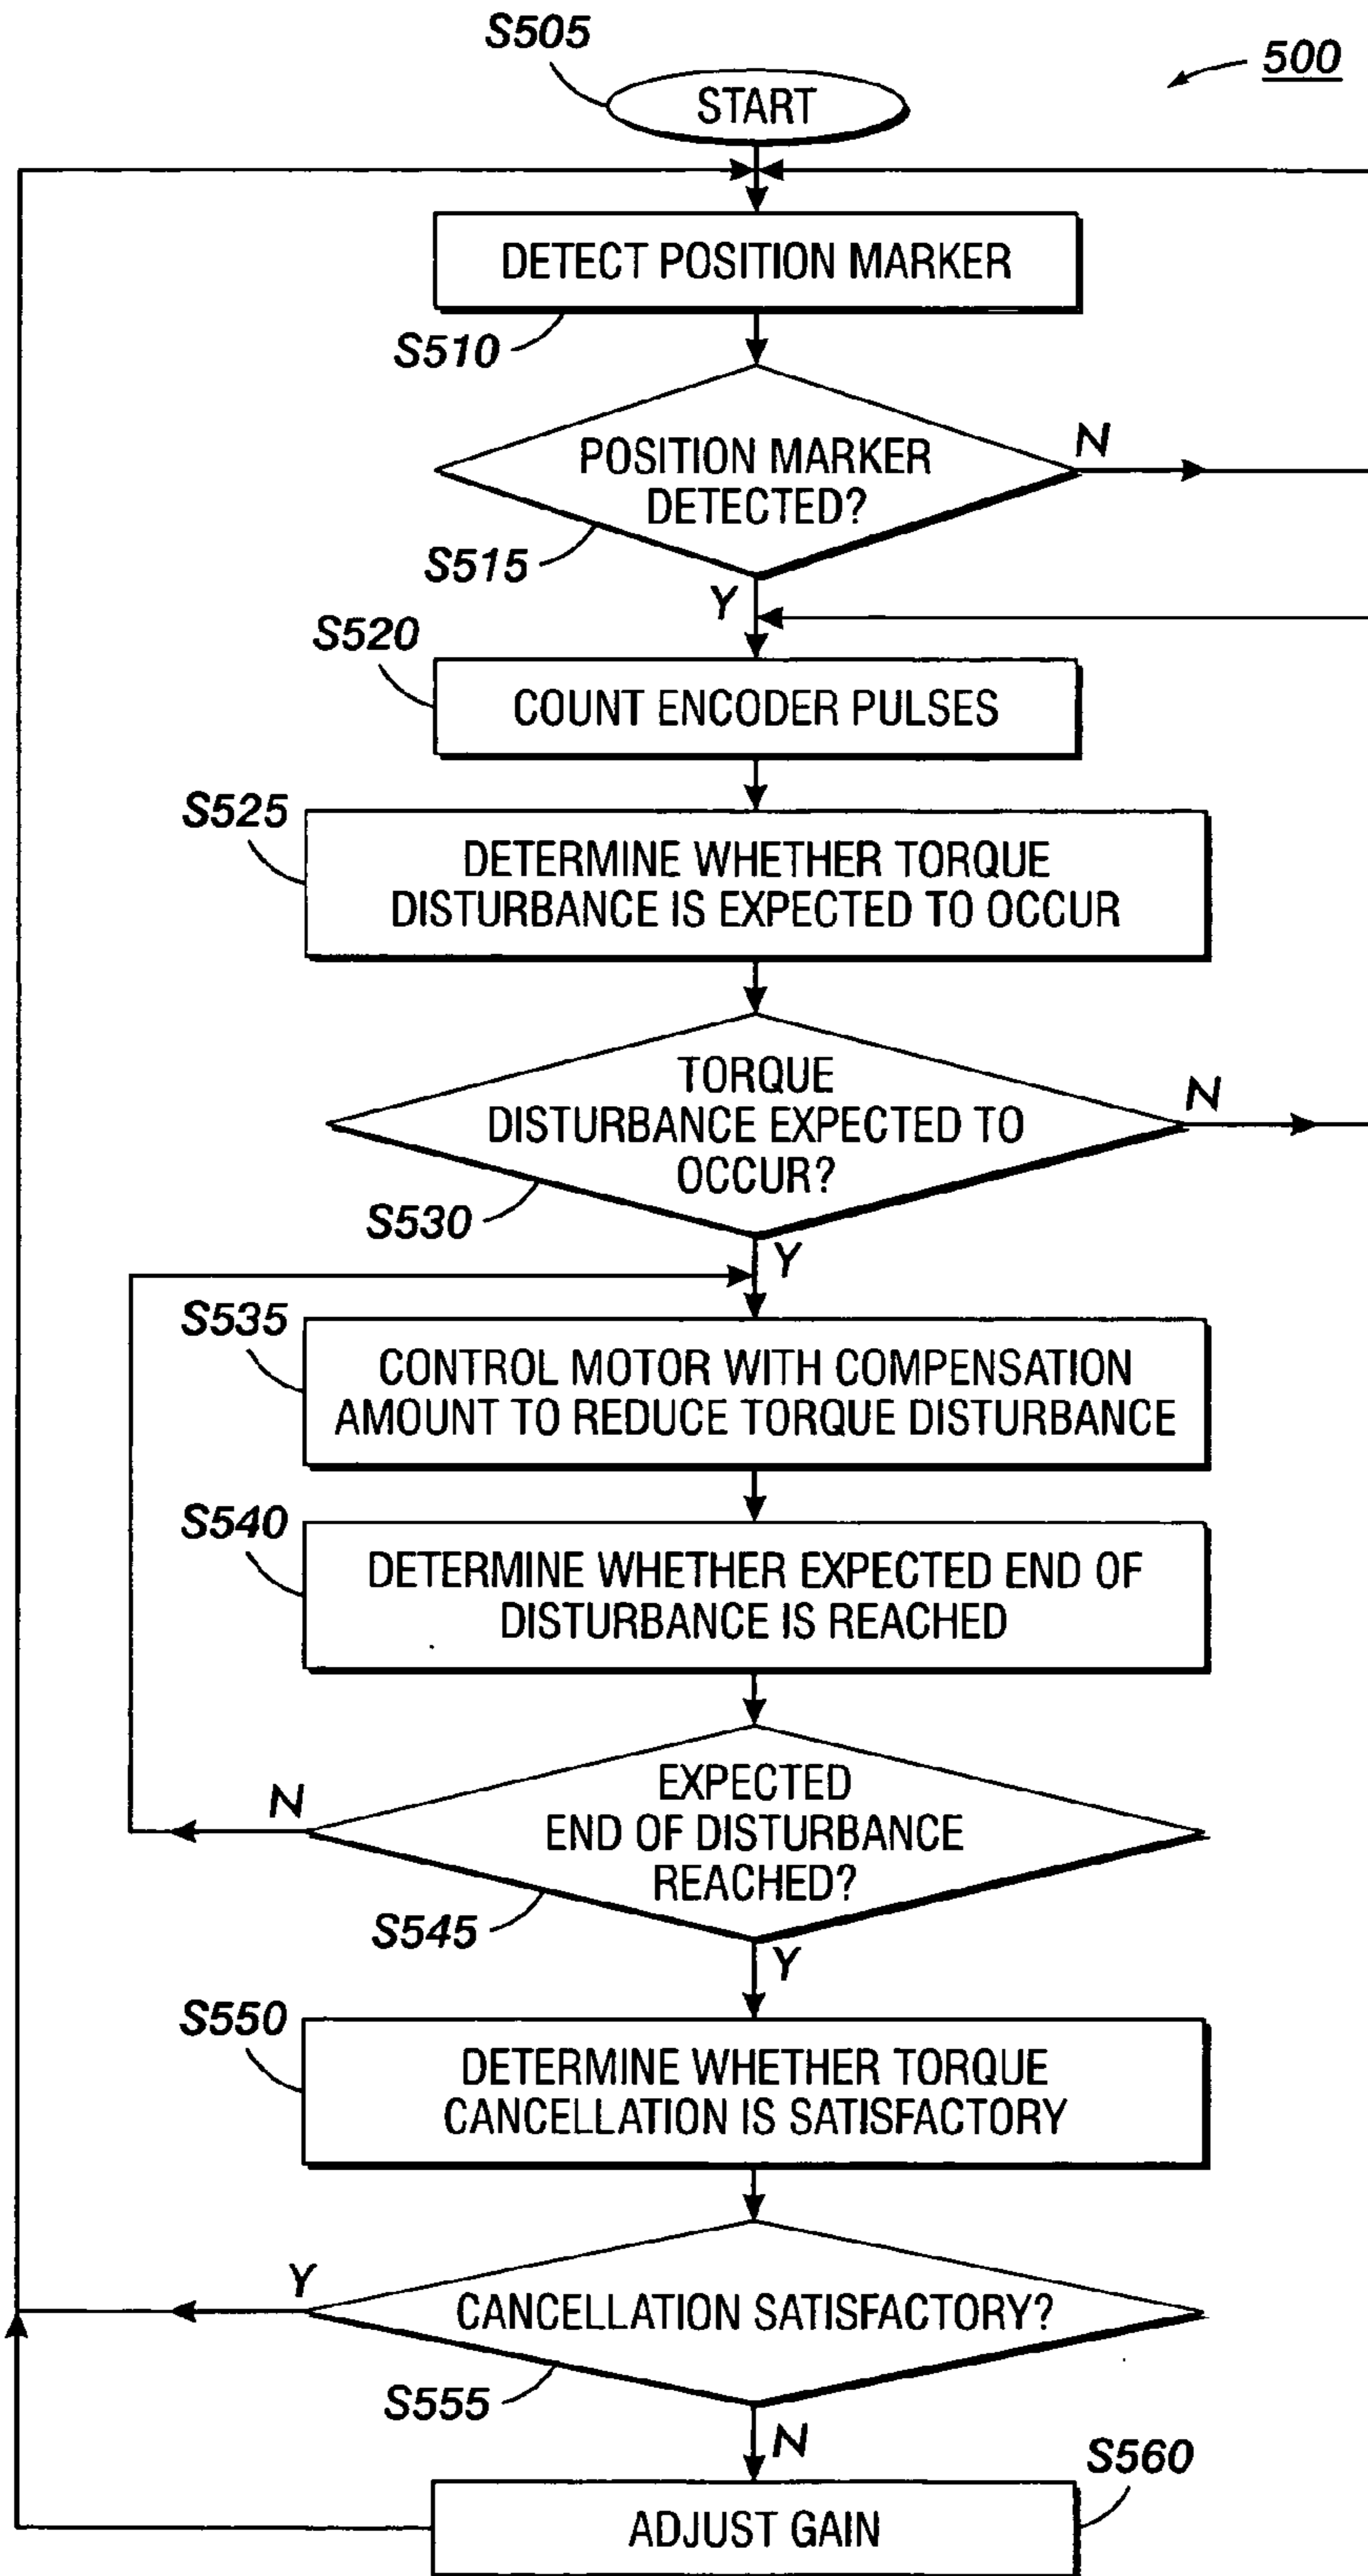 S505
500
START
DETECT POSITION MARKER
S510
POSITION MARKER
DETECTED?
N
S515
Y
S520
COUNT ENCODER PULSES
S525
DETERMINE WHETHER TORQUE
DISTURBANCE IS EXPECTED TO OCCUR
TORQUE
DISTURBANCE EXPECTED TO
OCCUR?
N
S530
Y
S535
CONTROL MOTOR WITH COMPENSATION
AMOUNT TO REDUCE TORQUE DISTURBANCE
S540
DETERMINE WHETHER EXPECTED END OF
DISTURBANCE IS REACHED
N
EXPECTED
END OF DISTURBANCE
REACHED?
S545
Y
S550
DETERMINE WHETHER TORQUE
CANCELLATION IS SATISFACTORY
Y
CANCELLATION SATISFACTORY?
S555
N
S560
ADJUST GAIN